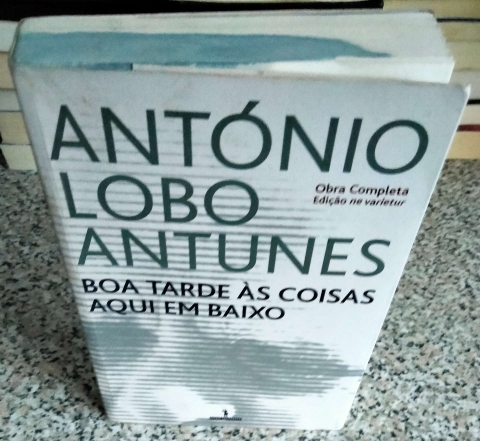 ANTÓNIO
LOBO
Obra Completa
Edição ne varietur
ANTUNES
BOA TARDE ÀS COISAS
AQUI EM BAIXO